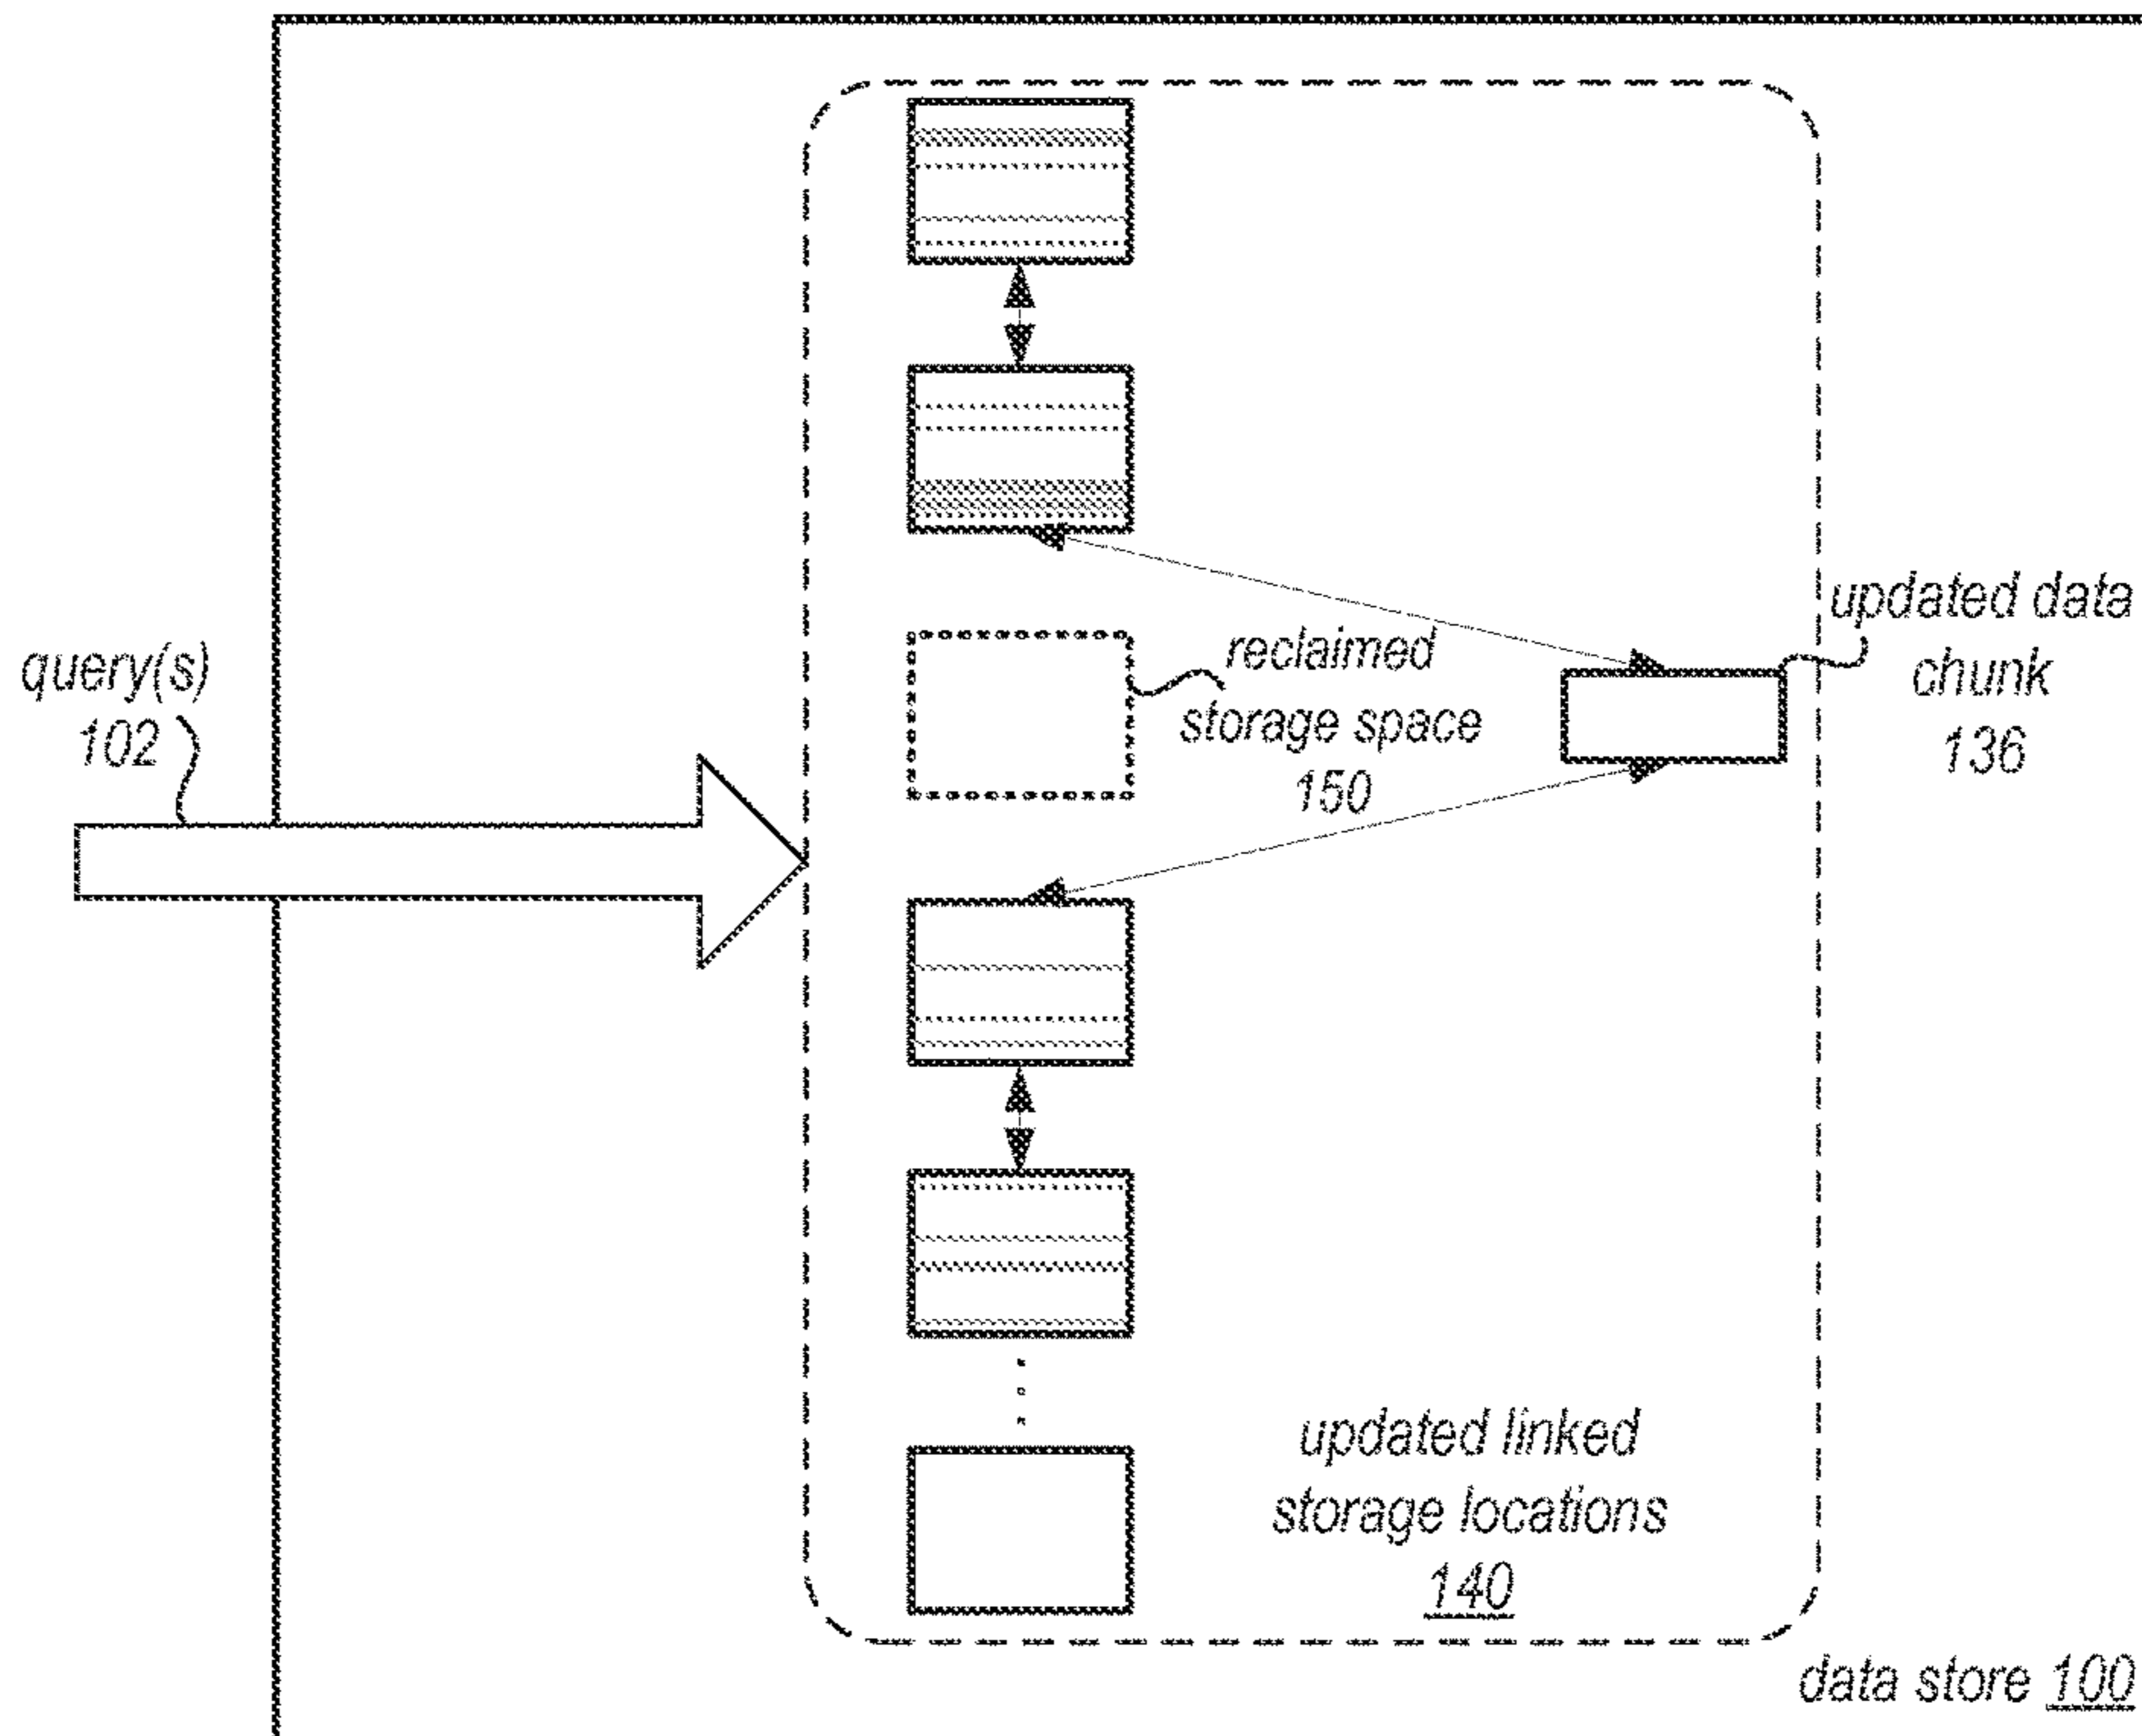 query(s)
102
reclaimed
storage space
150
updated data
chunk
136
updated linked
storage locations
140
data store 100